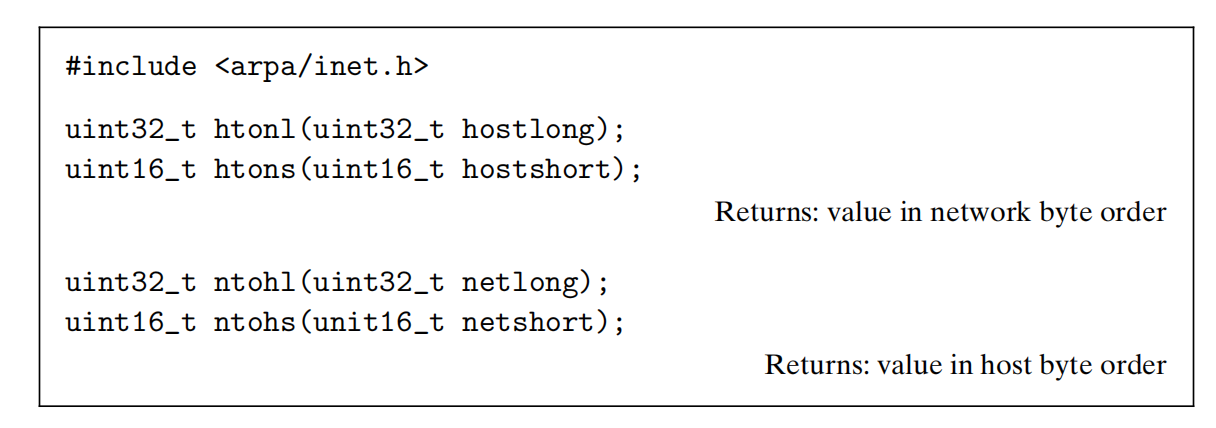 #include <arpa/inet.h>
uint32_t htonl(uint32_t hostlong);
uint16_t htons(uint16_t hostshort);
Returns: value in network byte order
uint32_t ntohl(uint32_t netlong);
uint16_t ntohs(unit16_t netshort);
Returns: value in host byte order